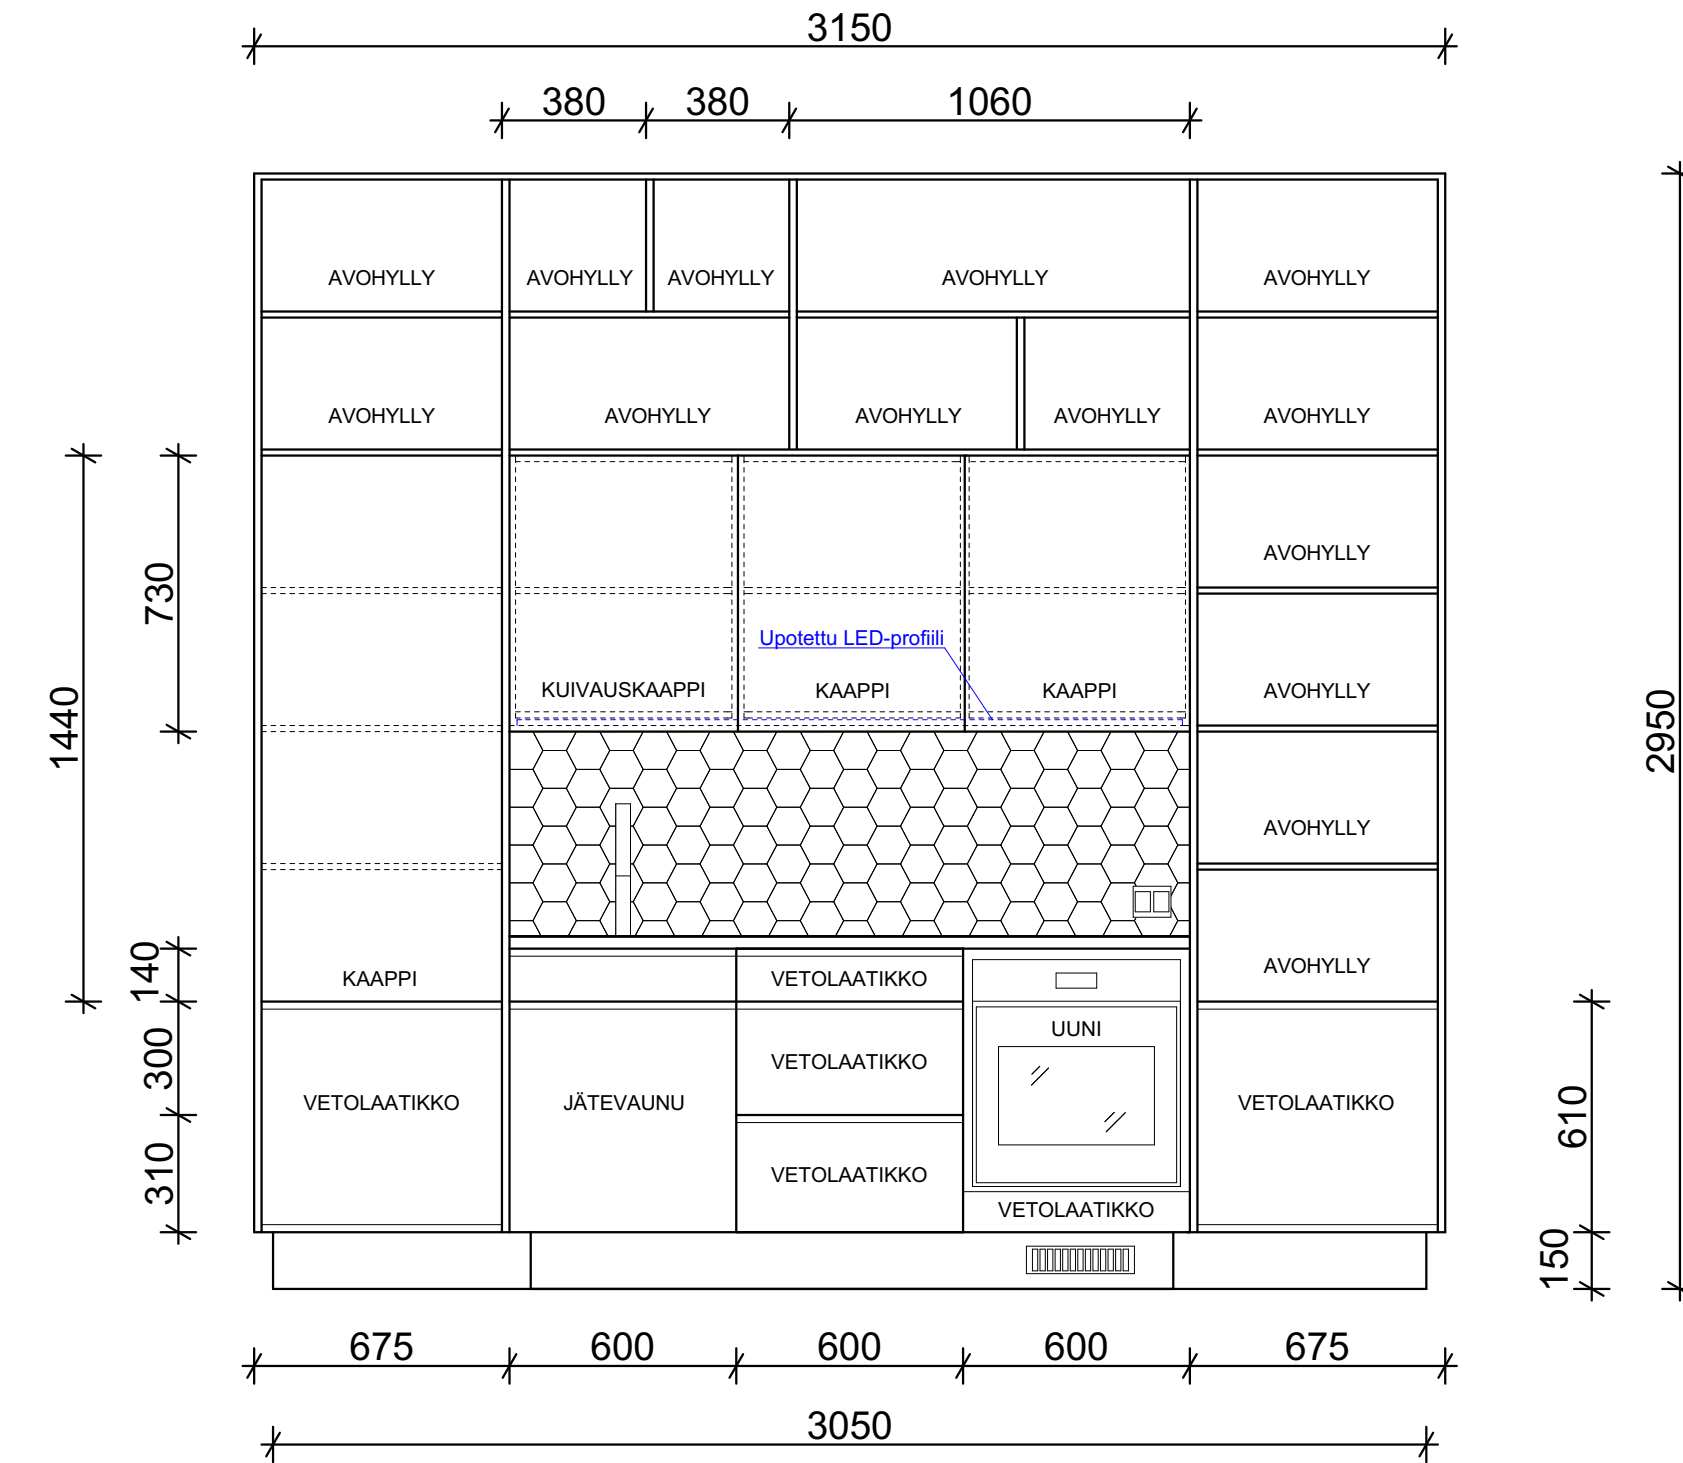 3150
380 380 1060
AVOHYLLY AVOHYLLY AVOHYLLY AVOHYLLY AVOHYLLY
AVOHYLLY AVOHYLLY AVOHYLLY AVOHYLLY AVOHYLLY
AVOHYLLY
730
Upotettu LED-profiili
KUIVAUSKAAPPI KAAPPI KAAPPI AVOHYLLY
1440
2950
AVOHYLLY
140
KAAPPI VETOLAATIKKO AVOHYLLY
300
UUNI
VETOLAATIKKO
VETOLAATIKKO JÄTEVAUNU VETOLAATIKKO
610
310
VETOLAATIKKO
VETOLAATIKKO
150
675 600 600 600 675
3050